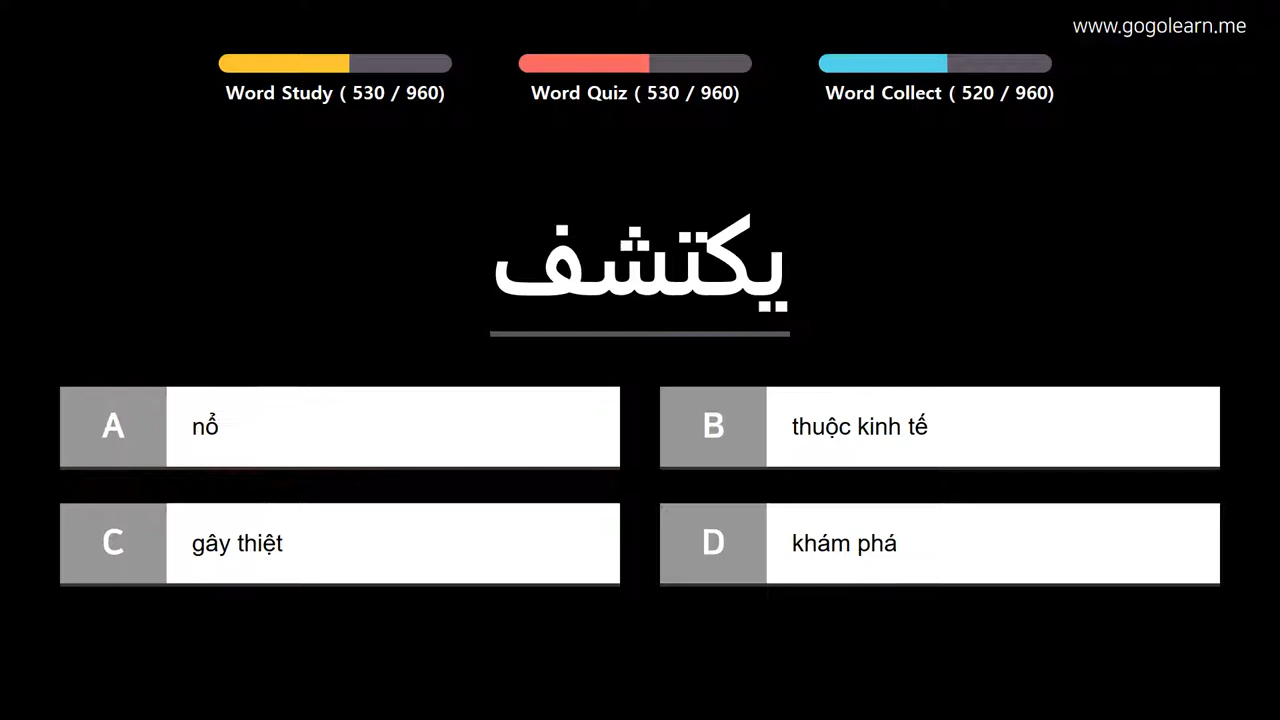 www.gogolearn.me
Word Study ( 530 / 960)
Word Quiz ( 530 / 960)
Word Collect ( 520 / 960)
يكتشف
A nổ
B thuộc kinh tế
C gây thiệt
D khám phá